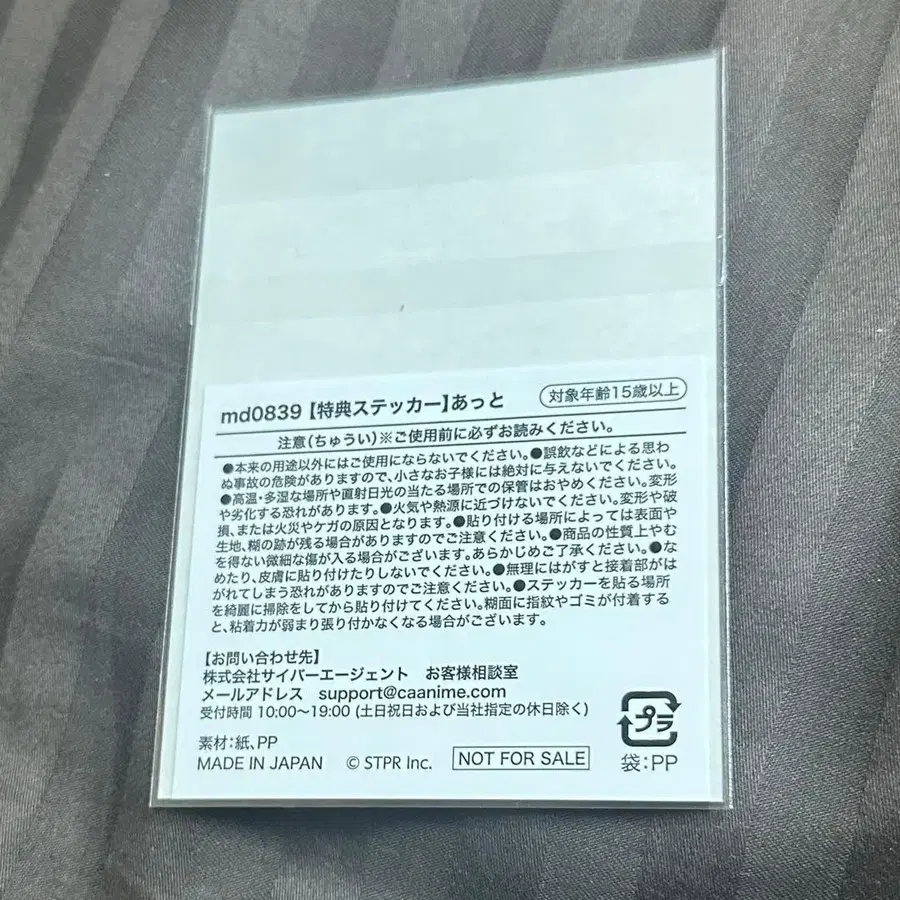 md0839【特典ステッカー】あっと
対象年齢15歳以上
注意(ちゅうい)※ご使用前に必ずお読みください。
●本来の用途以外にはご使用にならないでください。●誤飲などによる思わ
ぬ事故の危険がありますので、小さなお子様には絶対に与えないでください。
●高温・多湿な場所や直射日光の当たる場所での保管はおやめください。変形
や劣化する恐れがあります。●火気や熱源に近づけないでください。変形や破
損、または火災やケガの原因となります。●貼り付ける場所によっては表面や
生地、糊の跡が残る場合がありますのでご注意ください。●商品の性質上やむ
を得ない微細な傷が入る場合がございます。あらかじめご了承ください。●な
めたり、皮膚に貼り付けたりしないでください。●無理にはがすと接着部がは
がれてしまう恐れがありますのでご注意ください。●ステッカーを貼る場所
を綺麗に掃除をしてから貼り付けてください。糊面に指紋やゴミが付着する
と、粘着力が弱まり張り付かなくなる場合がございます。
【お問い合わせ先】
株式会社サイバーエージェント　お客様相談室
メールアドレス　support@caanime.com
受付時間 10:00〜19:00 (土日祝日および当社指定の休日除く)
素材:紙、PP
MADE IN JAPAN　© STPR Inc.　NOT FOR SALE
プラ
袋:PP